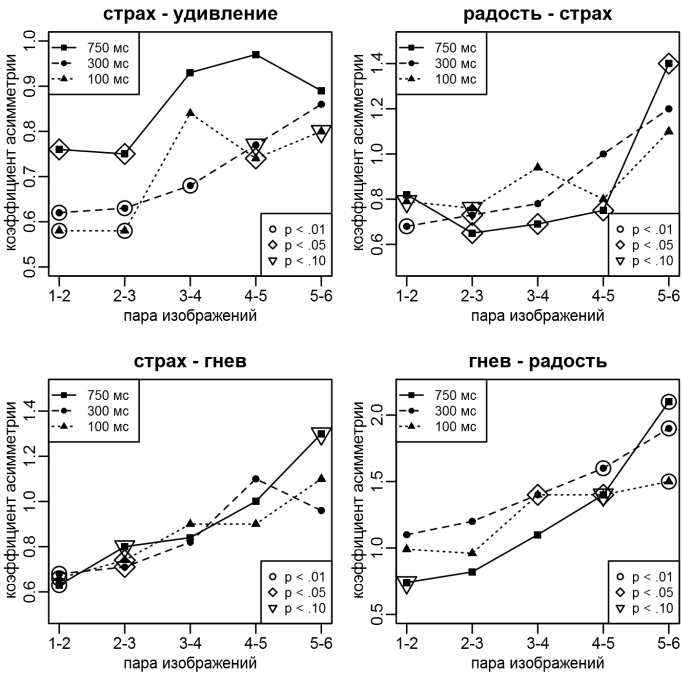 страх - удивление
коэффициент асимметрии
1.0
0.9
0.8
0.7
0.6
0.5
750 мс
300 мс
100 мс
p < .01
p < .05
p < .10
1-2 2-3 3-4 4-5 5-6
пара изображений
радость - страх
коэффициент асимметрии
1.4
1.2
1.0
0.8
0.6
750 мс
300 мс
100 мс
p < .01
p < .05
p < .10
1-2 2-3 3-4 4-5 5-6
пара изображений
страх - гнев
коэффициент асимметрии
1.4
1.2
1.0
0.8
0.6
750 мс
300 мс
100 мс
p < .01
p < .05
p < .10
1-2 2-3 3-4 4-5 5-6
пара изображений
гнев - радость
коэффициент асимметрии
2.0
1.5
1.0
0.5
750 мс
300 мс
100 мс
p < .01
p < .05
p < .10
1-2 2-3 3-4 4-5 5-6
пара изображений